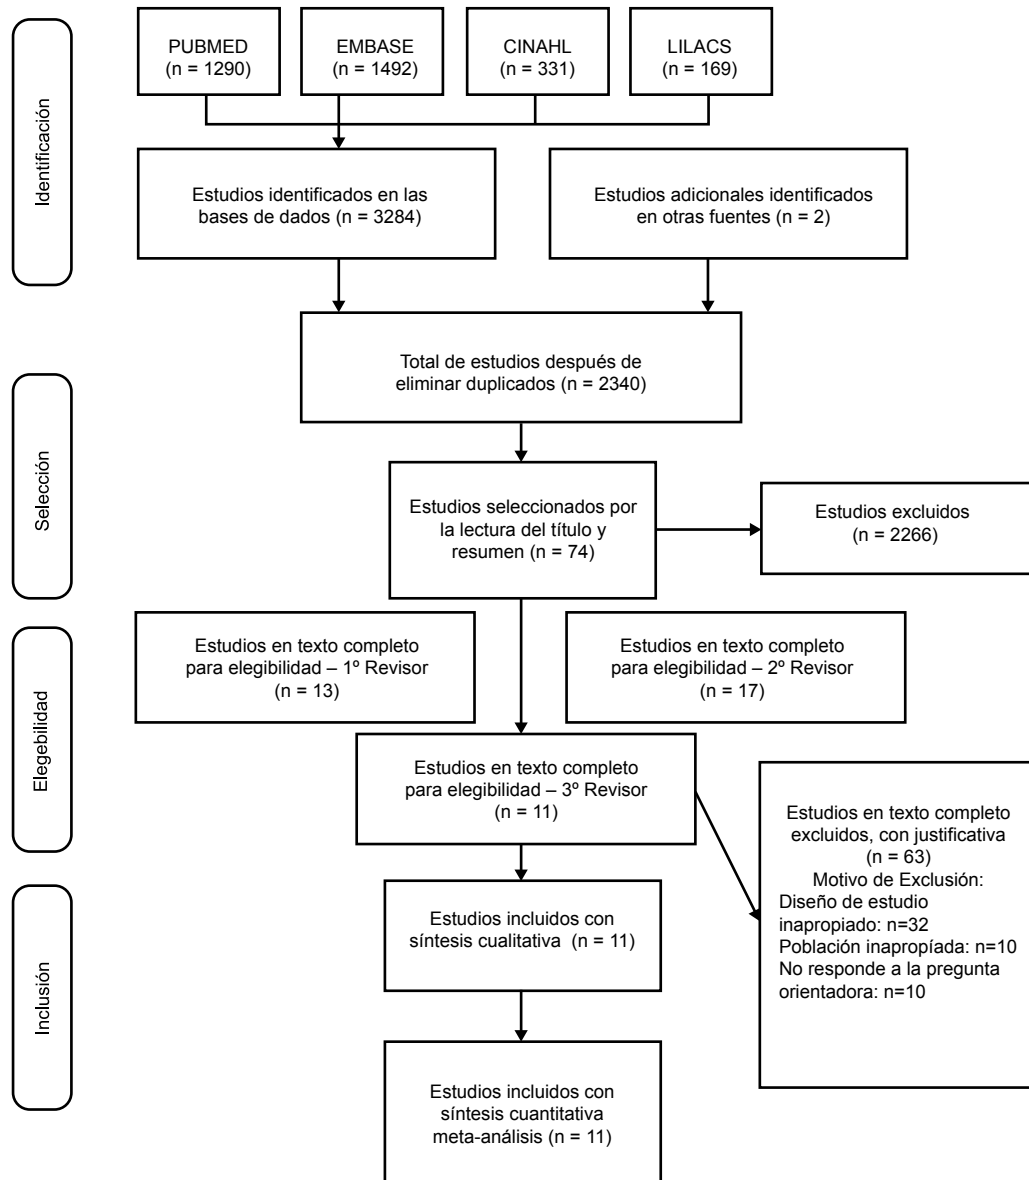 Identificación
PUBMED
(n = 1290)
EMBASE
(n = 1492)
CINAHL
(n = 331)
LILACS
(n = 169)
Estudios identificados en las
bases de dados (n = 3284)
Estudios adicionales identificados
en otras fuentes (n = 2)
Total de estudios después de
eliminar duplicados (n = 2340)
Selección
Estudios seleccionados por
la lectura del título y
resumen (n = 74)
Estudios excluidos
(n = 2266)
Elegebilidad
Estudios en texto completo
para elegibilidad – 1º Revisor
(n = 13)
Estudios en texto completo
para elegibilidad – 2º Revisor
(n = 17)
Estudios en texto completo
para elegibilidad – 3º Revisor
(n = 11)
Estudios en texto completo
excluidos, con justificativa
(n = 63)
Motivo de Exclusión:
Diseño de estudio
inapropiado: n=32
Población inapropíada: n=10
No responde a la pregunta
orientadora: n=10
Inclusión
Estudios incluidos con
síntesis cualitativa (n = 11)
Estudios incluidos con
síntesis cuantitativa
meta-análisis (n = 11)